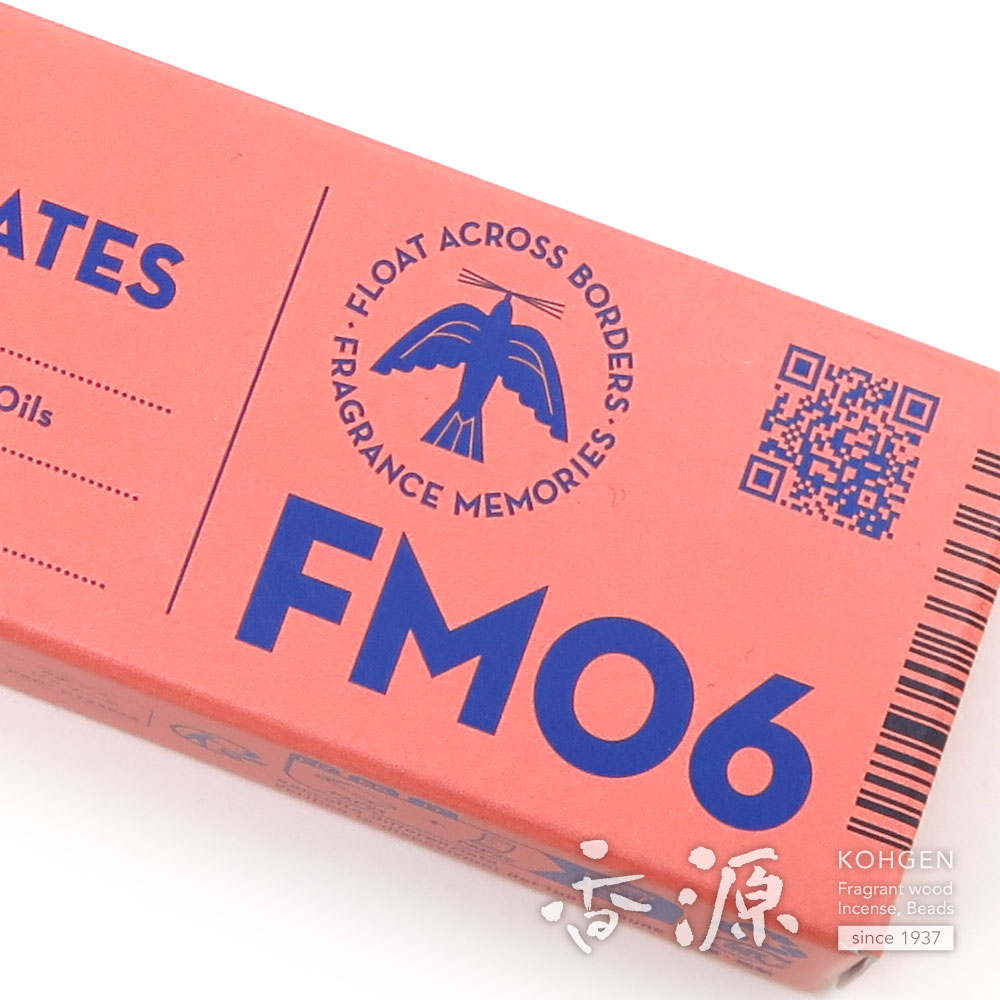 ATES
Oils
FLOAT ACROSS BORDERS ·
FRAGRANCE MEMORIES ·
FM06
香源
KOHGEN
Fragrant wood
Incense, Beads
since 1937